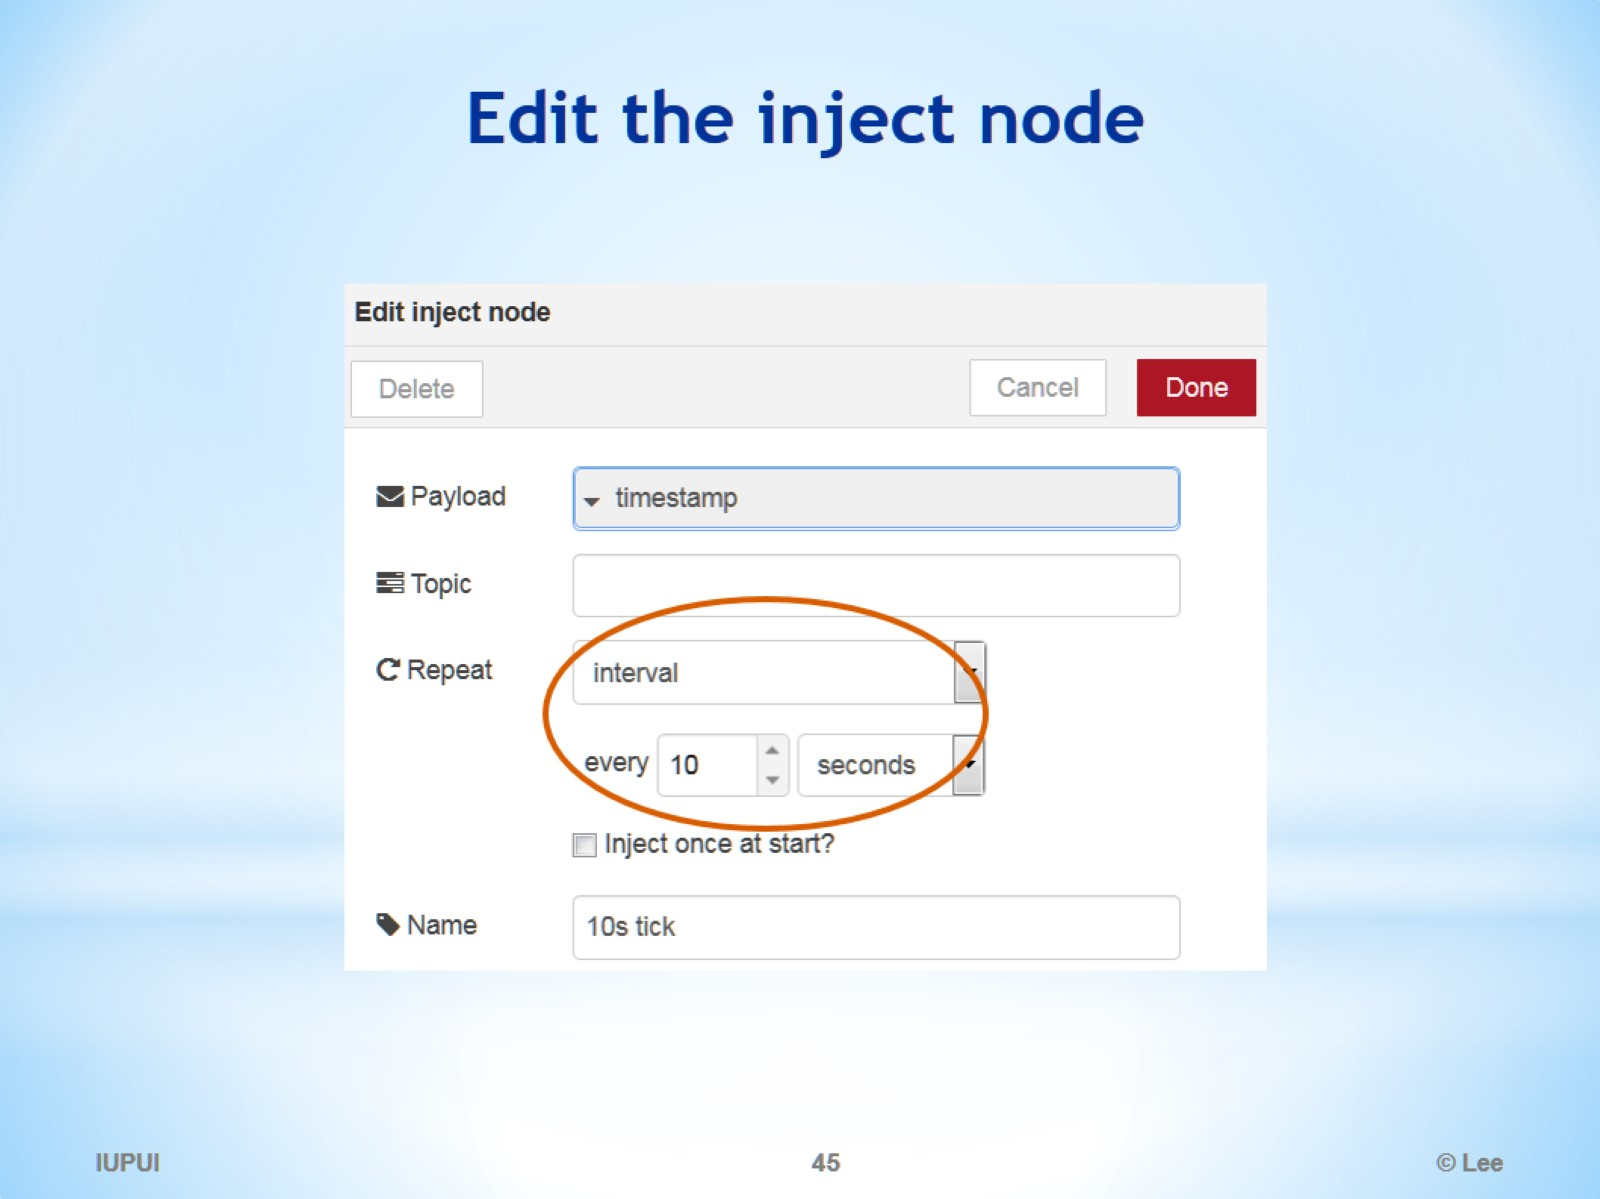 Edit the inject node
Edit inject node
Delete Cancel Done
Payload timestamp
Topic
Repeat interval
every 10 seconds
Inject once at start?
Name 10s tick
IUPUI 45 © Lee